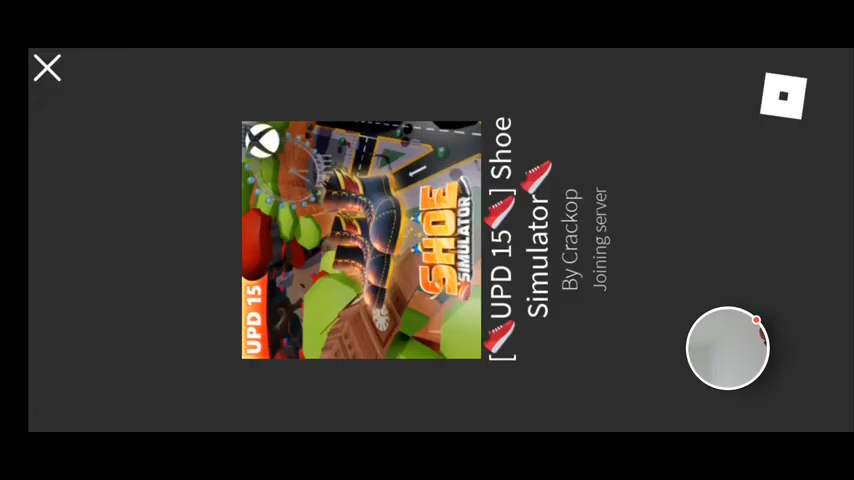 UPD 15
SHOE
SIMULATOR
[👟UPD 15👟] Shoe
Simulator👟
By Crackop
Joining server